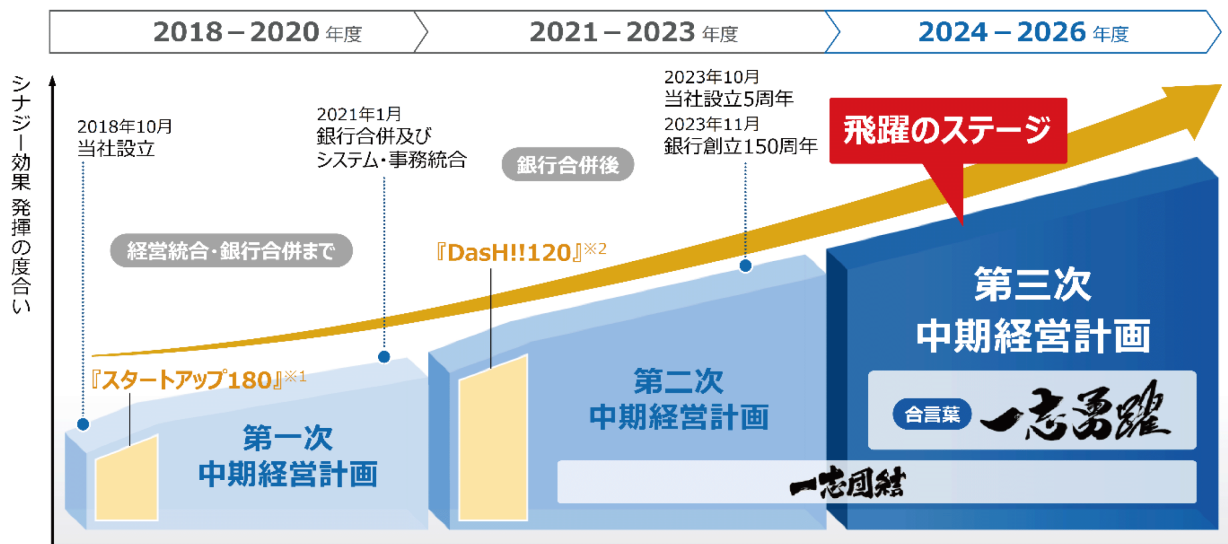 2018－2020 年度
2021－2023 年度
2024－2026 年度
シナジー効果 発揮の度合い
2018年10月
当社設立
2021年1月
銀行合併及び
システム・事務統合
2023年10月
当社設立5周年
2023年11月
銀行創立150周年
飛躍のステージ
経営統合・銀行合併まで
銀行合併後
『スタートアップ180』※1
『DasH!!120』※2
第一次
中期経営計画
第二次
中期経営計画
第三次
中期経営計画
合言葉 一志勇躍
一志団結